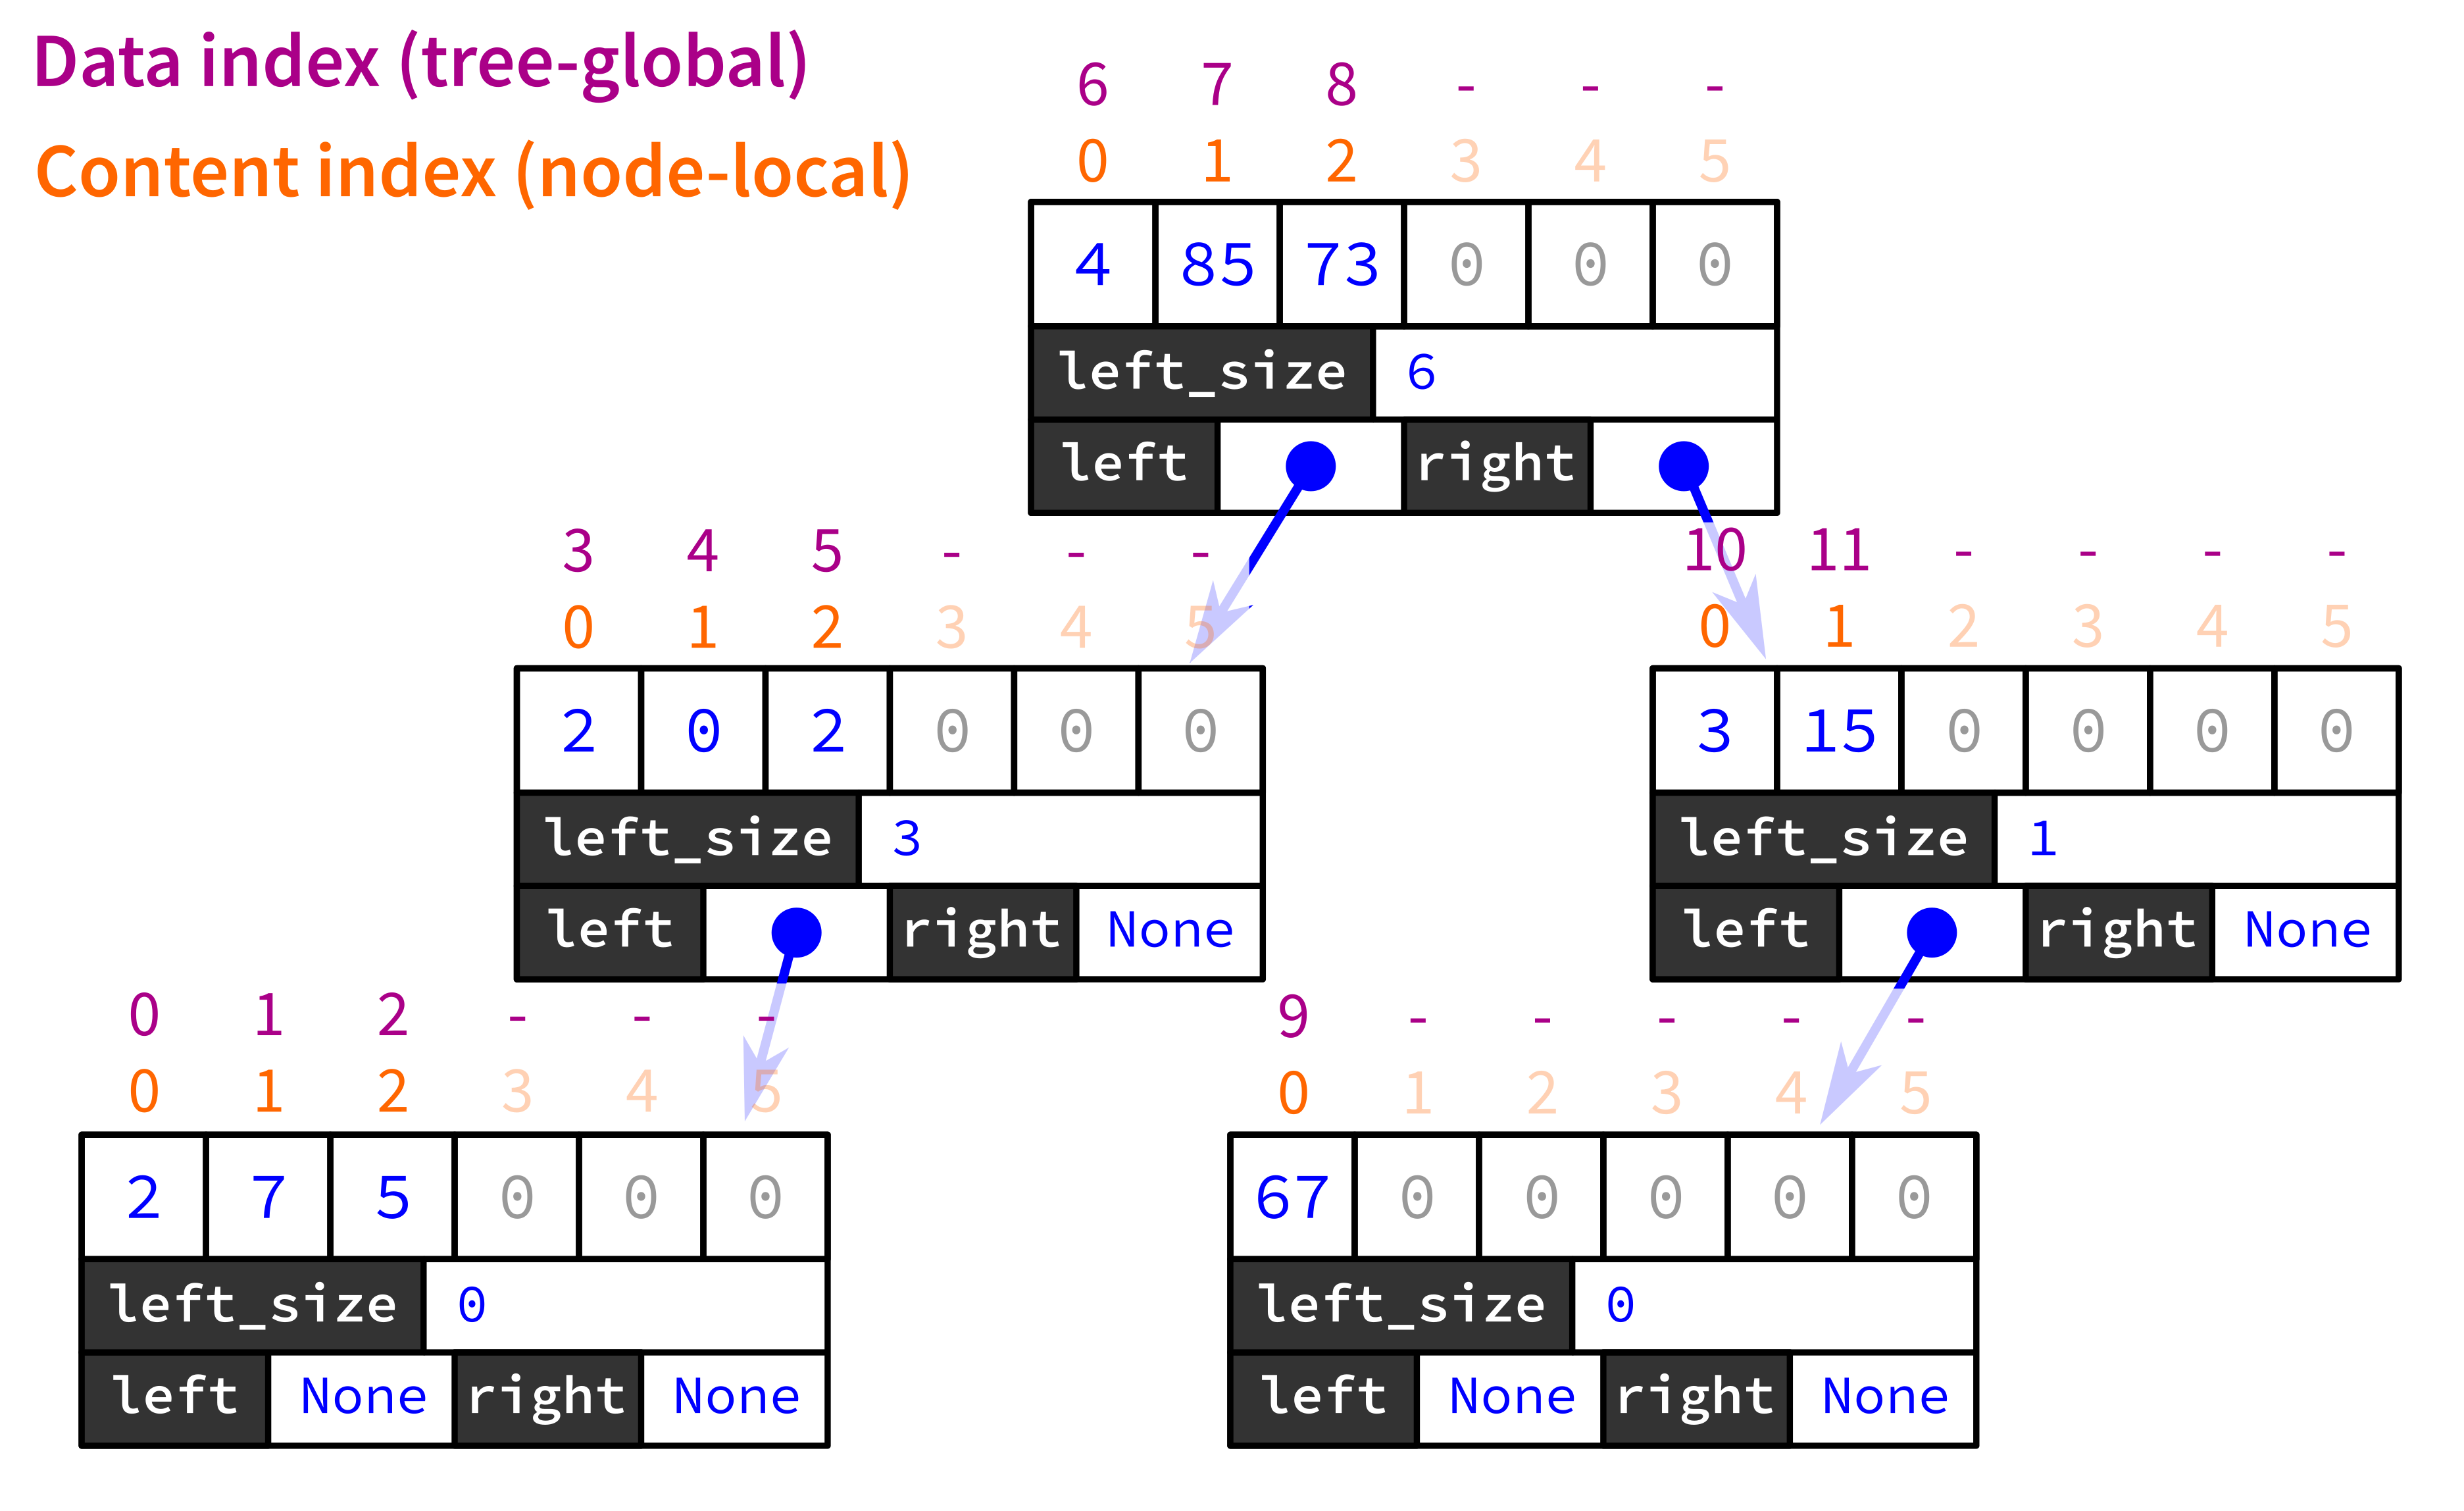 Data index (tree-global)
Content index (node-local)
6 7 8 - - -
0 1 2 3 4 5
4 85 73 0 0 0
left_size 6
left right
3 4 5 - - -
0 1 2 3 4 5
2 0 2 0 0 0
left_size 3
left right None
10 11 - - - -
0 1 2 3 4 5
3 15 0 0 0 0
left_size 1
left right None
0 1 2 - - -
0 1 2 3 4 5
2 7 5 0 0 0
left_size 0
left None right None
9 - - - - -
0 1 2 3 4 5
67 0 0 0 0 0
left_size 0
left None right None